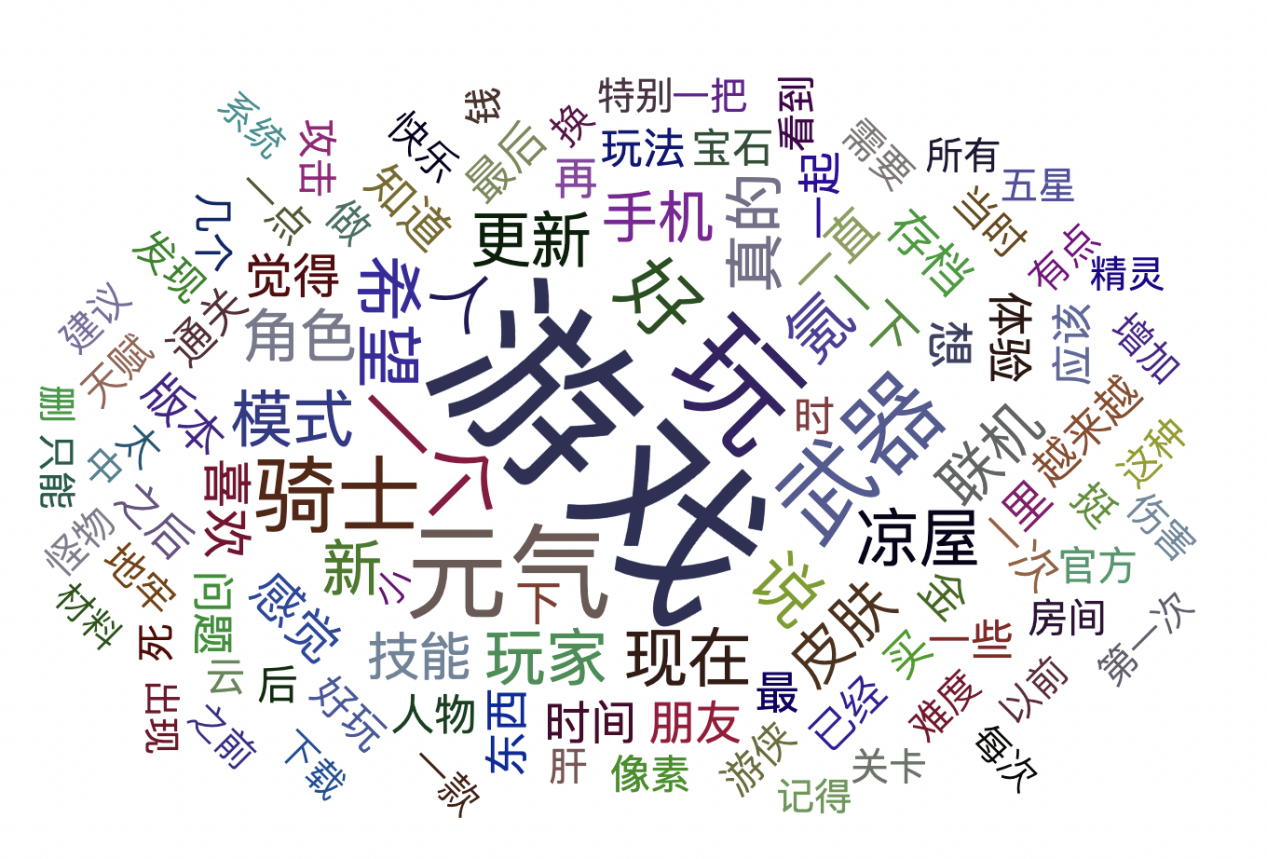 系统
攻击
快乐
钱
换
特别
一把
看到
需要
所有
五星
几个
一点
做
知道
最后
再
玩法
宝石
一起
一直
存档
当时
有点
精灵
发现
觉得
希望
更新
手机
真的
建议
通关
角色
人
好
氪
一下
想
体验
应该
增加
天赋
版本
模式
一个
游戏
玩
时
武器
联机
越来越
这种
删
只能
太
中
喜欢
骑士
元气
凉屋
里
挺
伤害
怪物
之后
地牢
新
小
下
说
一次
官方
材料
问题
感觉
技能
玩家
现在
皮肤
金
买
一些
房间
第一次
死
云
后
好玩
人物
东西
时间
朋友
最
已经
难度
以前
出现
之前
下载
一款
肝
像素
游侠
记得
关卡
每次